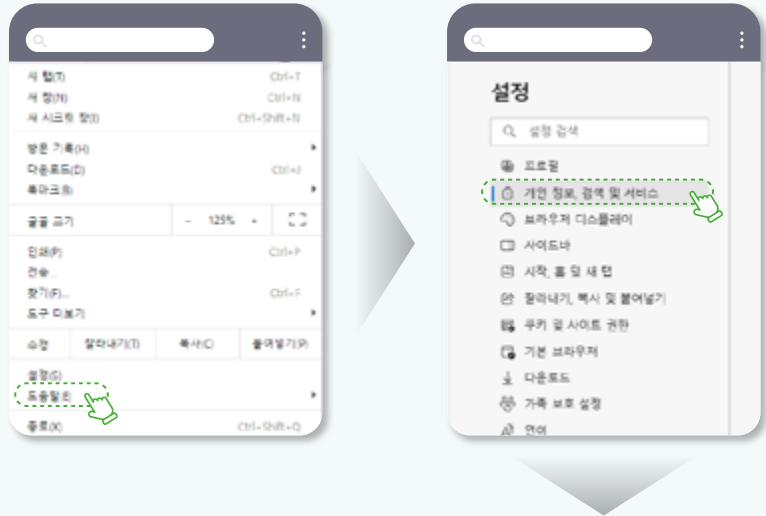 새 탭(T) Ctrl+T
새 창(N) Ctrl+N
새 시크릿 창(I) Ctrl+Shift+N
방문 기록(H)
다운로드(D) Ctrl+J
북마크(B)
글꼴 크기 - 125% +
인쇄(P) Ctrl+P
전송...
찾기(F)... Ctrl+F
도구 더보기
수정 잘라내기(T) 복사(C) 붙여넣기(P)
설정(S)
도움말(E)
종료(X) Ctrl+Shift+Q
설정
설정 검색
프로필
개인 정보, 검색 및 서비스
브라우저 디스플레이
사이드바
시작, 홈 및 새 탭
잘라내기, 복사 및 붙여넣기
쿠키 및 사이트 권한
기본 브라우저
다운로드
가족 보호 설정
언어